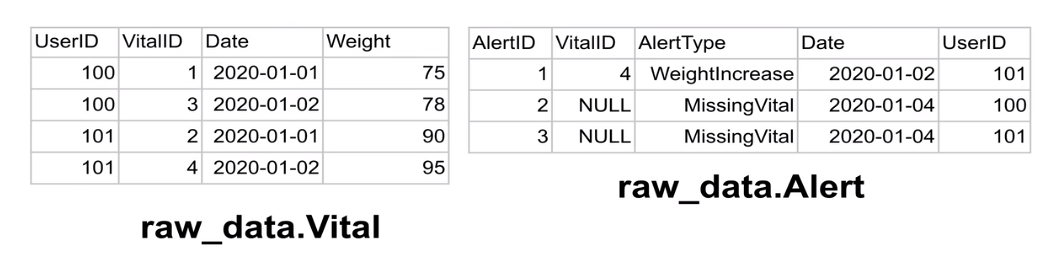 UserID VitalID Date Weight
100 1 2020-01-01 75
100 3 2020-01-02 78
101 2 2020-01-01 90
101 4 2020-01-02 95
raw_data.Vital
AlertID VitalID AlertType Date UserID
1 4 WeightIncrease 2020-01-02 101
2 NULL MissingVital 2020-01-04 100
3 NULL MissingVital 2020-01-04 101
raw_data.Alert